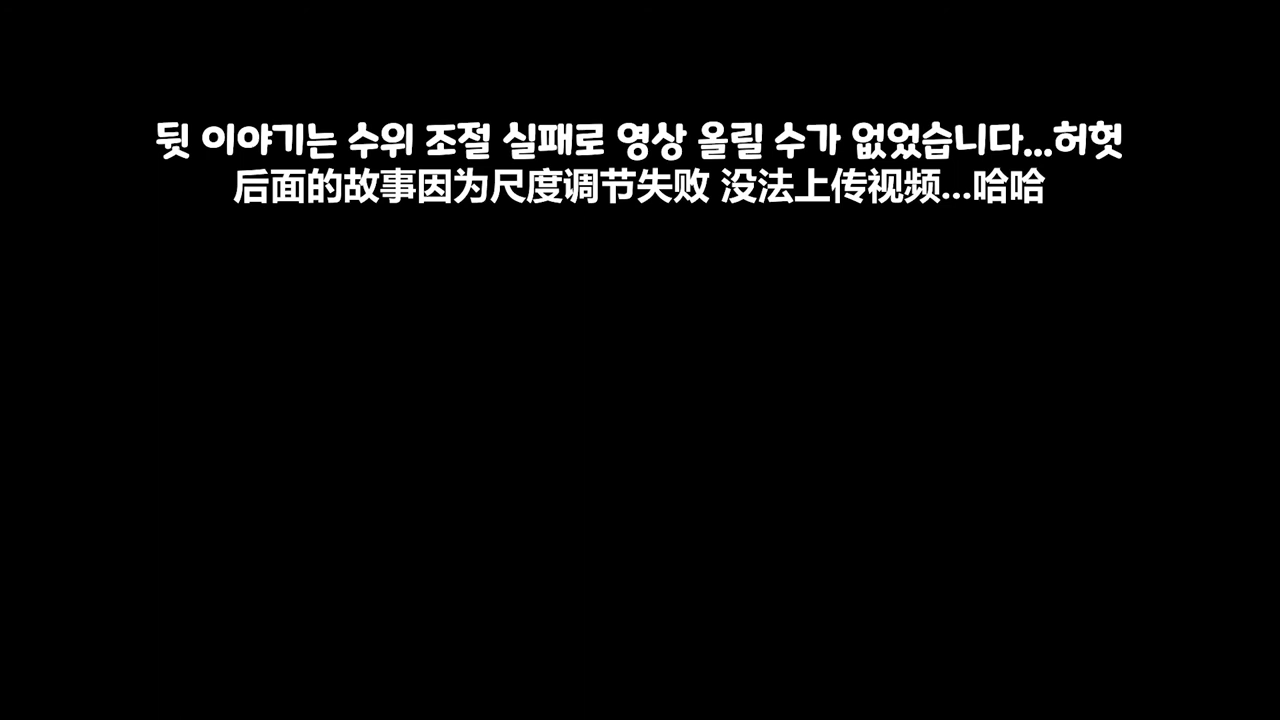 뒷 이야기는 수위 조절 실패로 영상 올릴 수가 없었습니다...허헛
后面的故事因为尺度调节失败 没法上传视频...哈哈